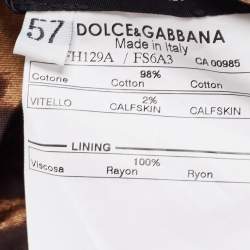 57
DOLCE&GABBANA
Made in Italy
FH129A / FS6A3 CA 00985
98%
Cotone Cotton Cotton
2%
VITELLO CALFSKIN CALFSKIN
LINING
100%
Viscosa Rayon Rayon